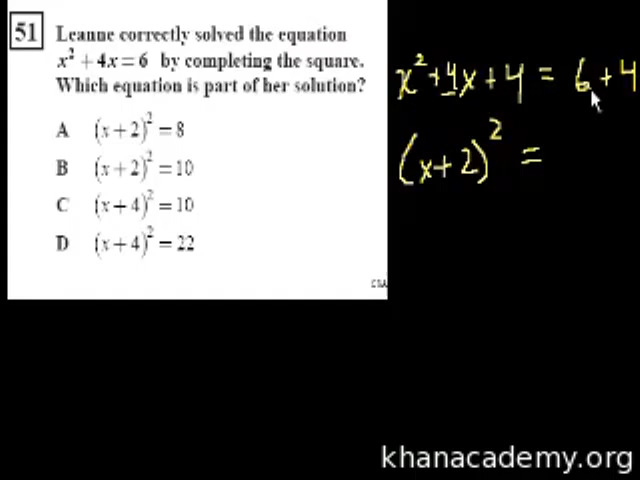 51 Leanne correctly solved the equation
x² + 4x = 6 by completing the square.
Which equation is part of her solution?
A (x + 2)² = 8
B (x + 2)² = 10
C (x + 4)² = 10
D (x + 4)² = 22
x² + 4x + 4 = 6 + 4
(x + 2)² =
khanacademy.org